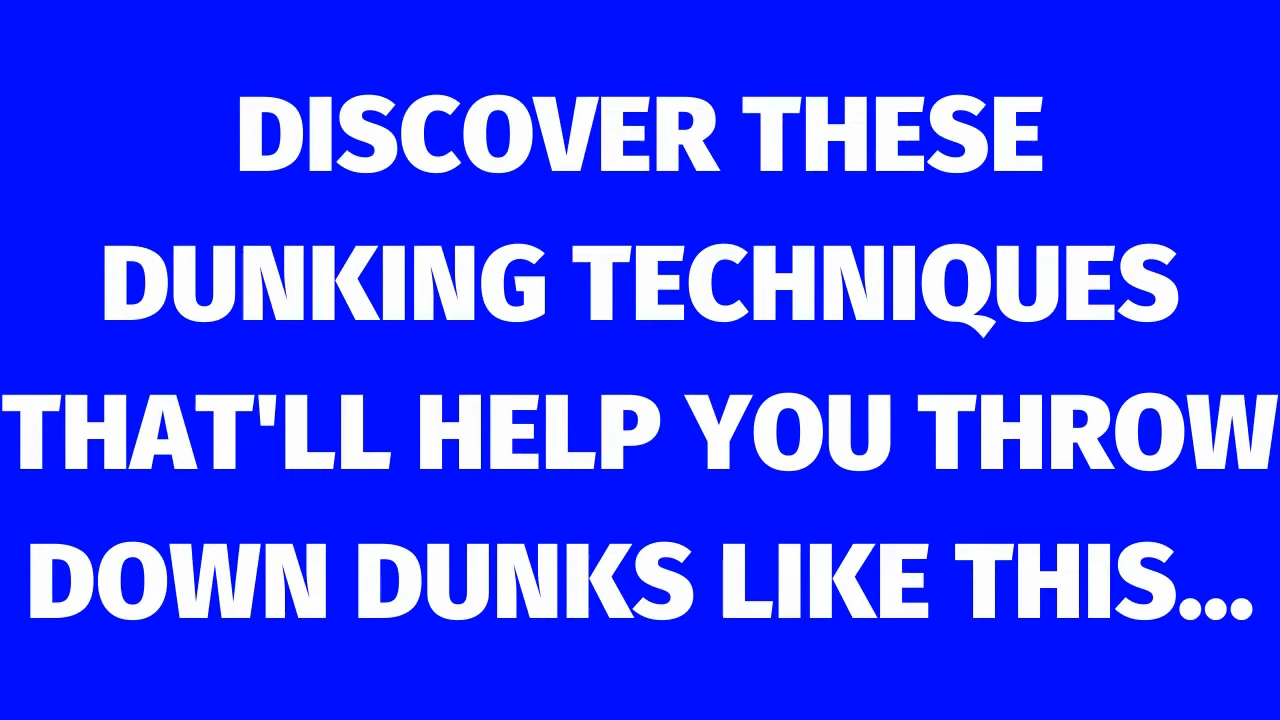 DISCOVER THESE
DUNKING TECHNIQUES
THAT'LL HELP YOU THROW
DOWN DUNKS LIKE THIS...